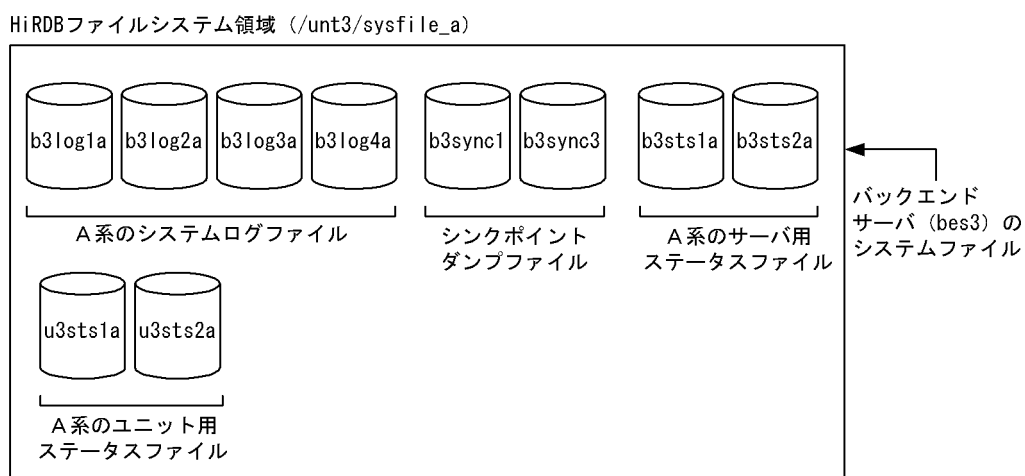 HiRDBファイルシステム領域（/unt3/sysfile_a）
b3log1a b3log2a b3log3a b3log4a b3sync1 b3sync3 b3sts1a b3sts2a
A系のシステムログファイル
シンクポイント
ダンプファイル
A系のサーバ用
ステータスファイル
バックエンド
サーバ（bes3）の
システムファイル
u3sts1a u3sts2a
A系のユニット用
ステータスファイル